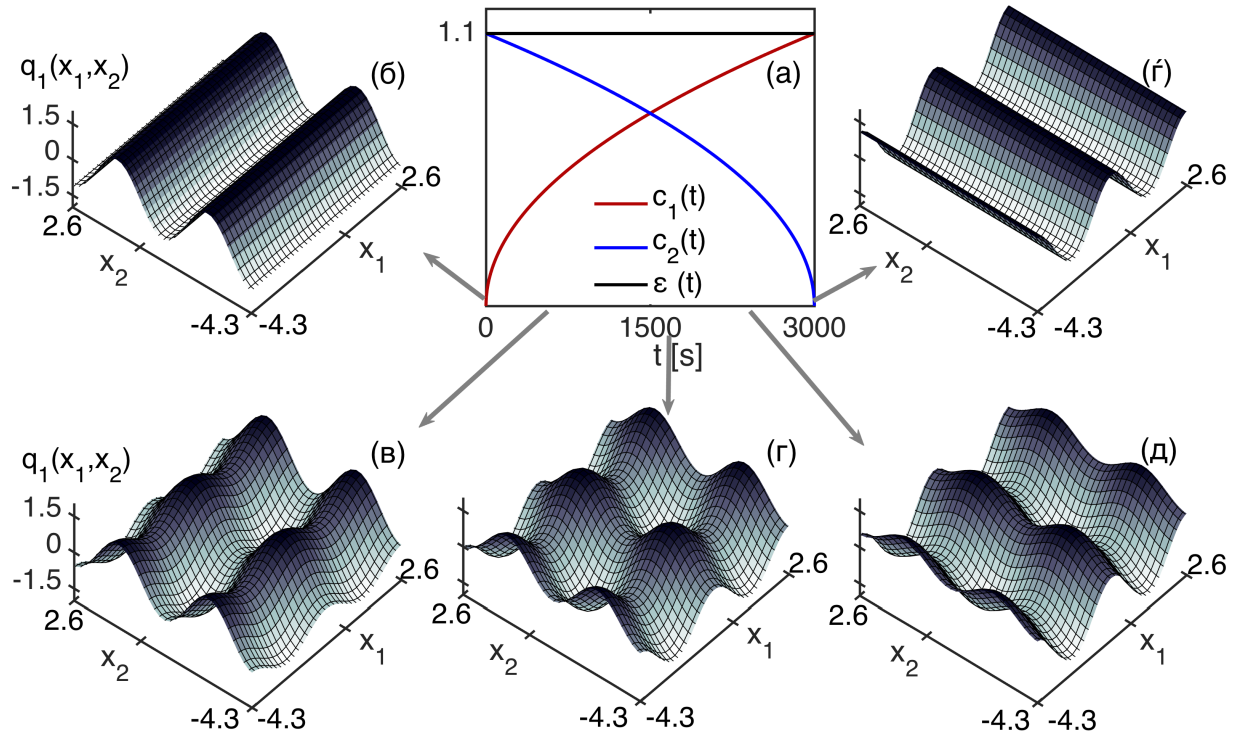 q1(x1,x2)
1.5
0
-1.5
2.6
x2
-4.3
-4.3
x1
2.6
(б)
1.1
(а)
c1(t)
c2(t)
ε (t)
0
1500
3000
t [s]
(ѓ)
2.6
x2
-4.3
-4.3
x1
2.6
q1(x1,x2)
1.5
0
-1.5
2.6
x2
-4.3
-4.3
x1
2.6
(в)
2.6
x2
-4.3
-4.3
x1
2.6
(г)
2.6
x2
-4.3
-4.3
x1
2.6
(д)